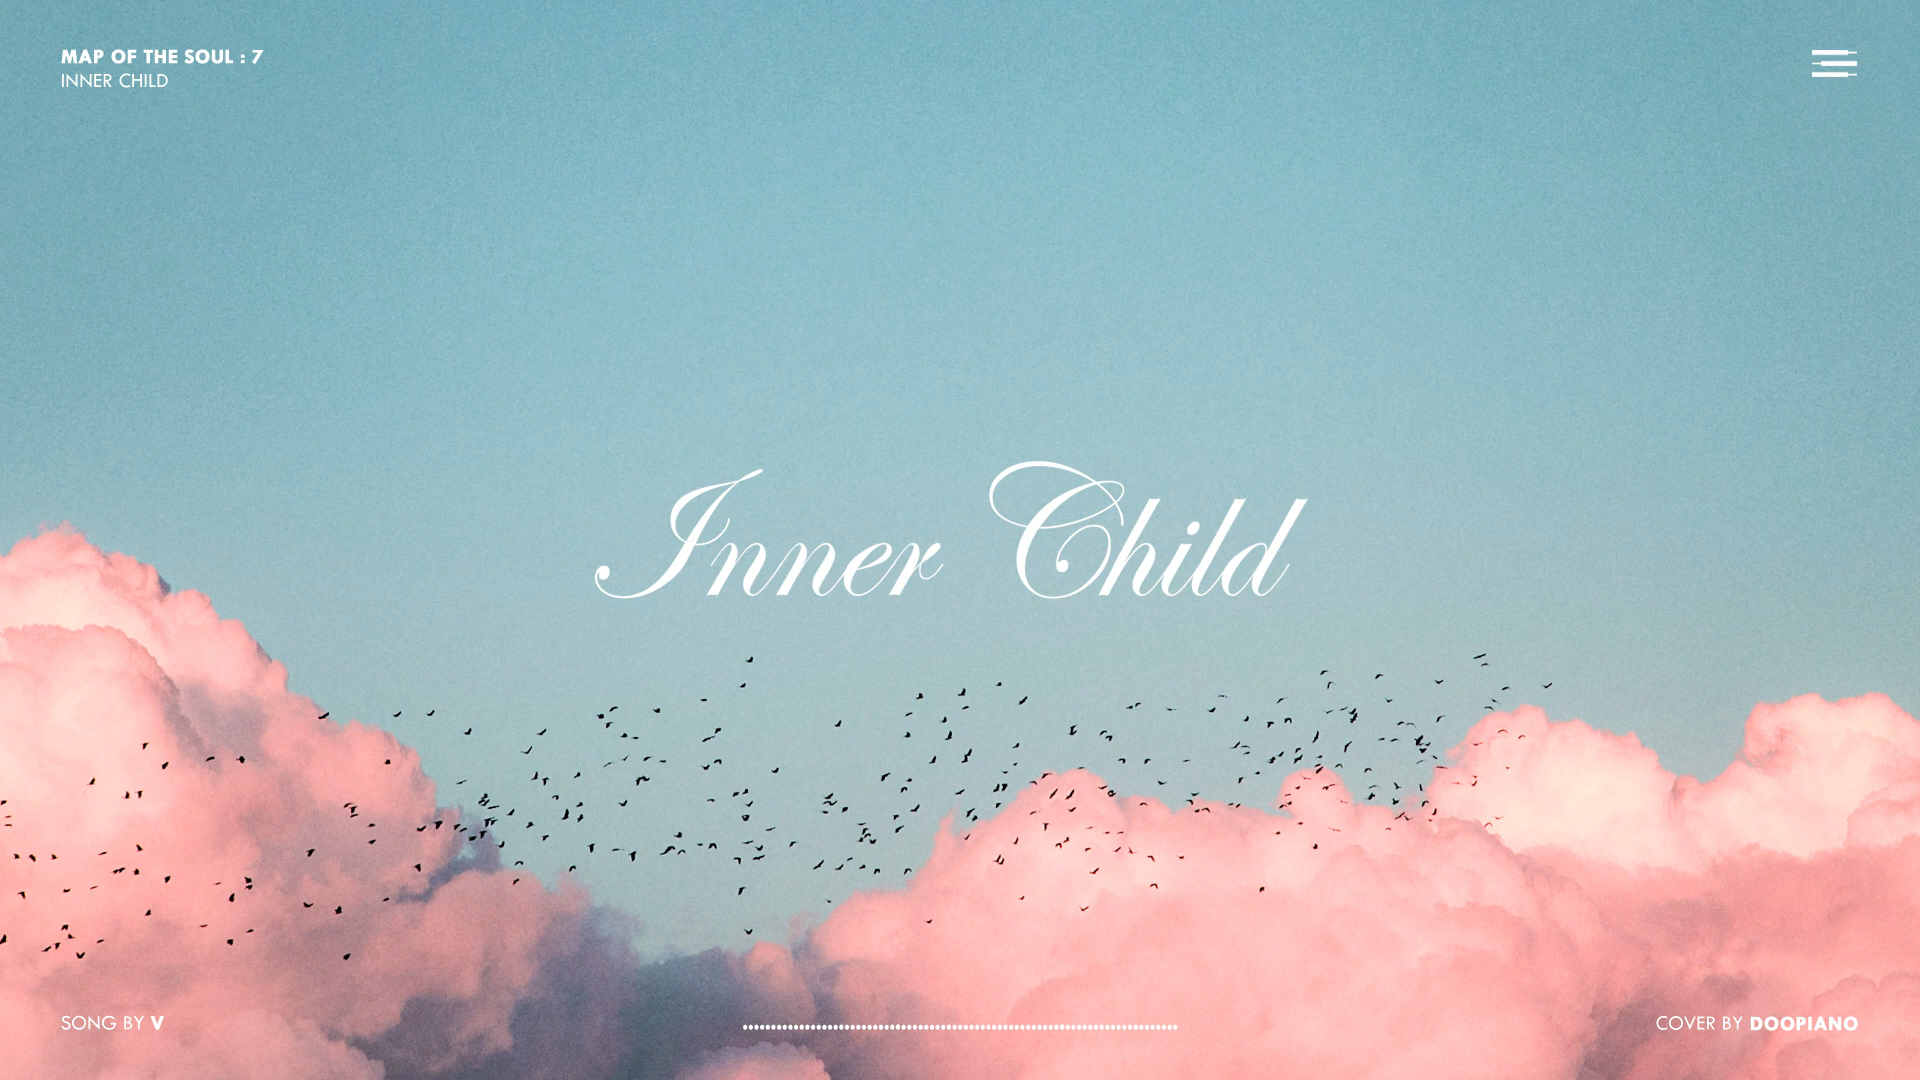 MAP OF THE SOUL : 7
INNER CHILD
Inner Child
SONG BY V
COVER BY DOOPIANO